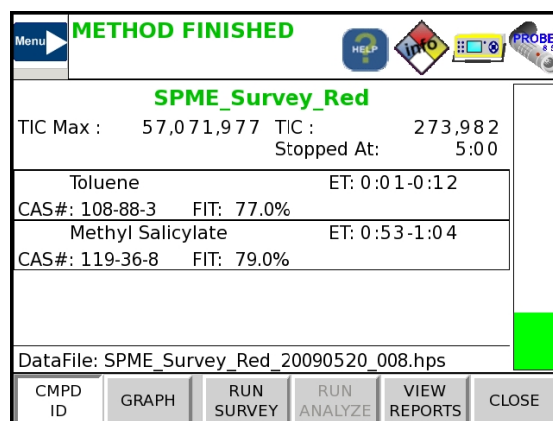 Menu METHOD FINISHED
HELP info PROBE
SPME_Survey_Red
TIC Max : 57,071,977 TIC : 273,982
Stopped At: 5:00
Toluene ET: 0:01-0:12
CAS#: 108-88-3 FIT: 77.0%
Methyl Salicylate ET: 0:53-1:04
CAS#: 119-36-8 FIT: 79.0%
DataFile: SPME_Survey_Red_20090520_008.hps
CMPD ID GRAPH RUN SURVEY RUN ANALYZE VIEW REPORTS CLOSE